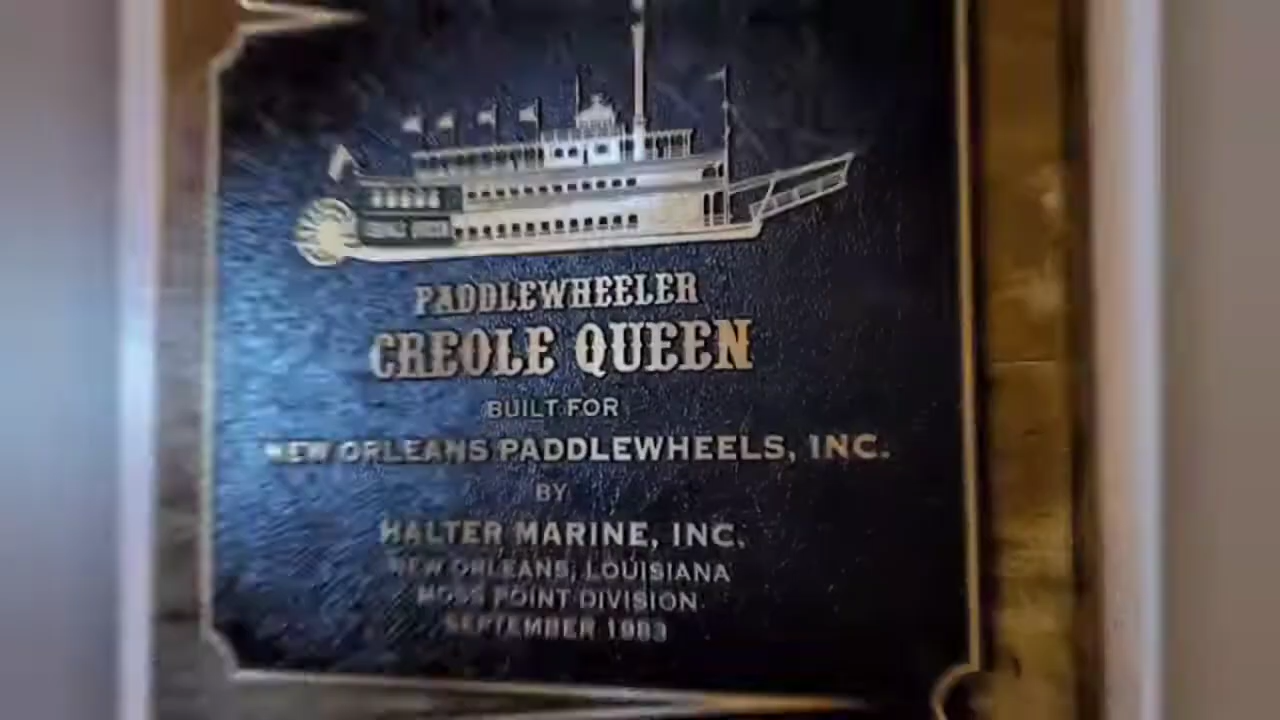 PADDLEWHEELER
CREOLE QUEEN
BUILT FOR
NEW ORLEANS PADDLEWHEELS, INC.
BY
HALTER MARINE, INC.
NEW ORLEANS, LOUISIANA
MOSS POINT DIVISION
SEPTEMBER 1983